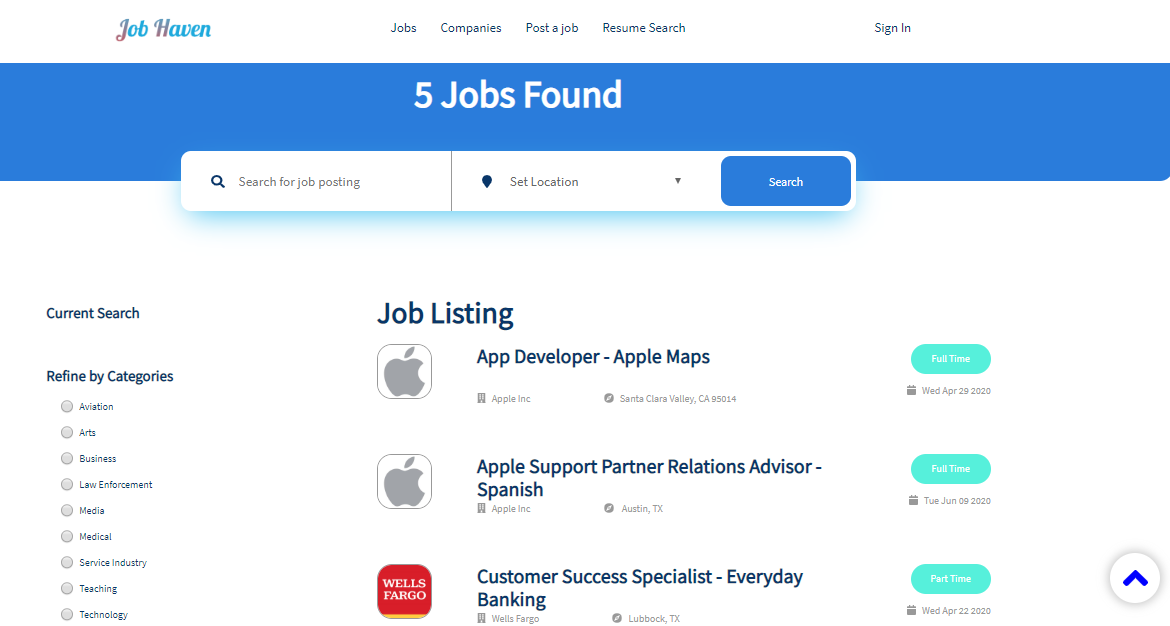 Job Haven
Jobs Companies Post a job Resume Search Sign In
5 Jobs Found
Search for job posting Set Location Search
Current Search
Refine by Categories
Aviation
Arts
Business
Law Enforcement
Media
Medical
Service Industry
Teaching
Technology
Job Listing
App Developer - Apple Maps
Full Time
Apple Inc Santa Clara Valley, CA 95014
Wed Apr 29 2020
Apple Support Partner Relations Advisor -
Spanish
Full Time
Apple Inc Austin, TX
Tue Jun 09 2020
WELLS
FARGO
Customer Success Specialist - Everyday
Banking
Part Time
Wells Fargo Lubbock, TX
Wed Apr 22 2020